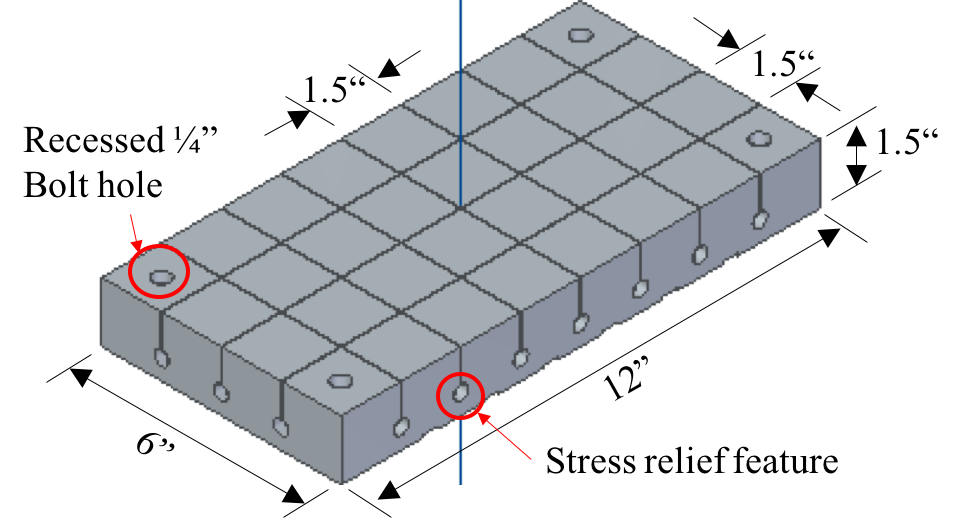 1.5“
1.5“
Recessed ¼”
Bolt hole
1.5“
12”
6”
Stress relief feature